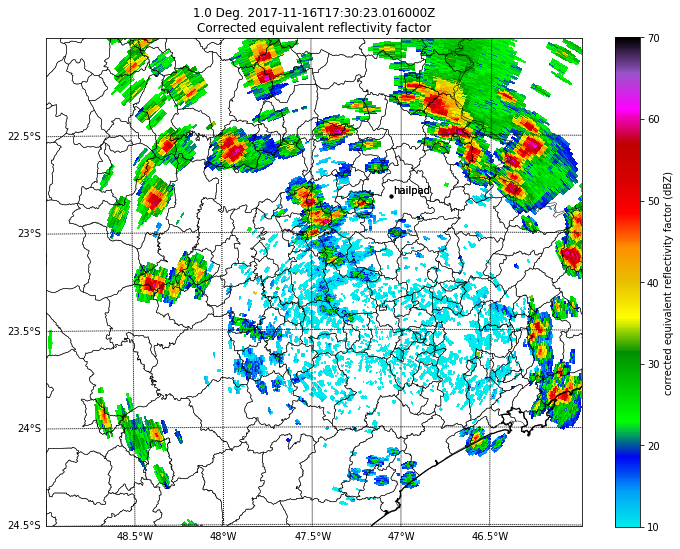 1.0 Deg. 2017-11-16T17:30:23.016000Z
Corrected equivalent reflectivity factor
22.5°S
23°S
23.5°S
24°S
24.5°S
48.5°W
48°W
47.5°W
47°W
46.5°W
hailpad
70
60
50
40
30
20
10
corrected equivalent reflectivity factor (dBZ)